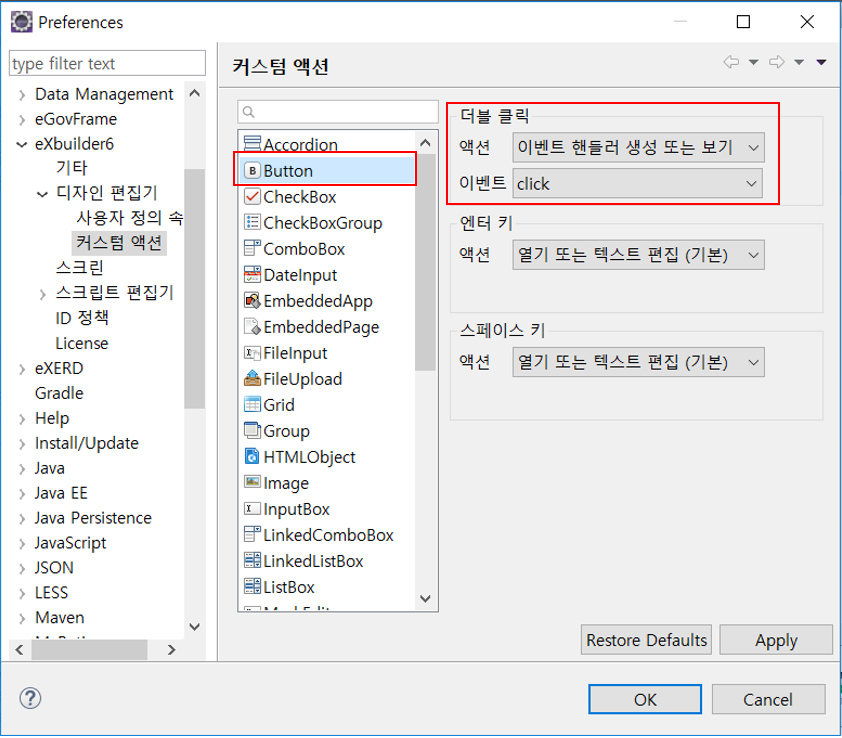 Preferences
type filter text
Data Management
eGovFrame
eXbuilder6
기타
디자인 편집기
사용자 정의 속
커스텀 액션
스크린
스크립트 편집기
ID 정책
License
eXERD
Gradle
Help
Install/Update
Java
Java EE
Java Persistence
JavaScript
JSON
LESS
Maven
커스텀 액션
Accordion
Button
CheckBox
CheckBoxGroup
ComboBox
DateInput
EmbeddedApp
EmbeddedPage
FileInput
FileUpload
Grid
Group
HTMLObject
Image
InputBox
LinkedComboBox
LinkedListBox
ListBox
더블 클릭
액션 이벤트 핸들러 생성 또는 보기
이벤트 click
엔터 키
액션 열기 또는 텍스트 편집 (기본)
스페이스 키
액션 열기 또는 텍스트 편집 (기본)
Restore Defaults Apply
OK Cancel